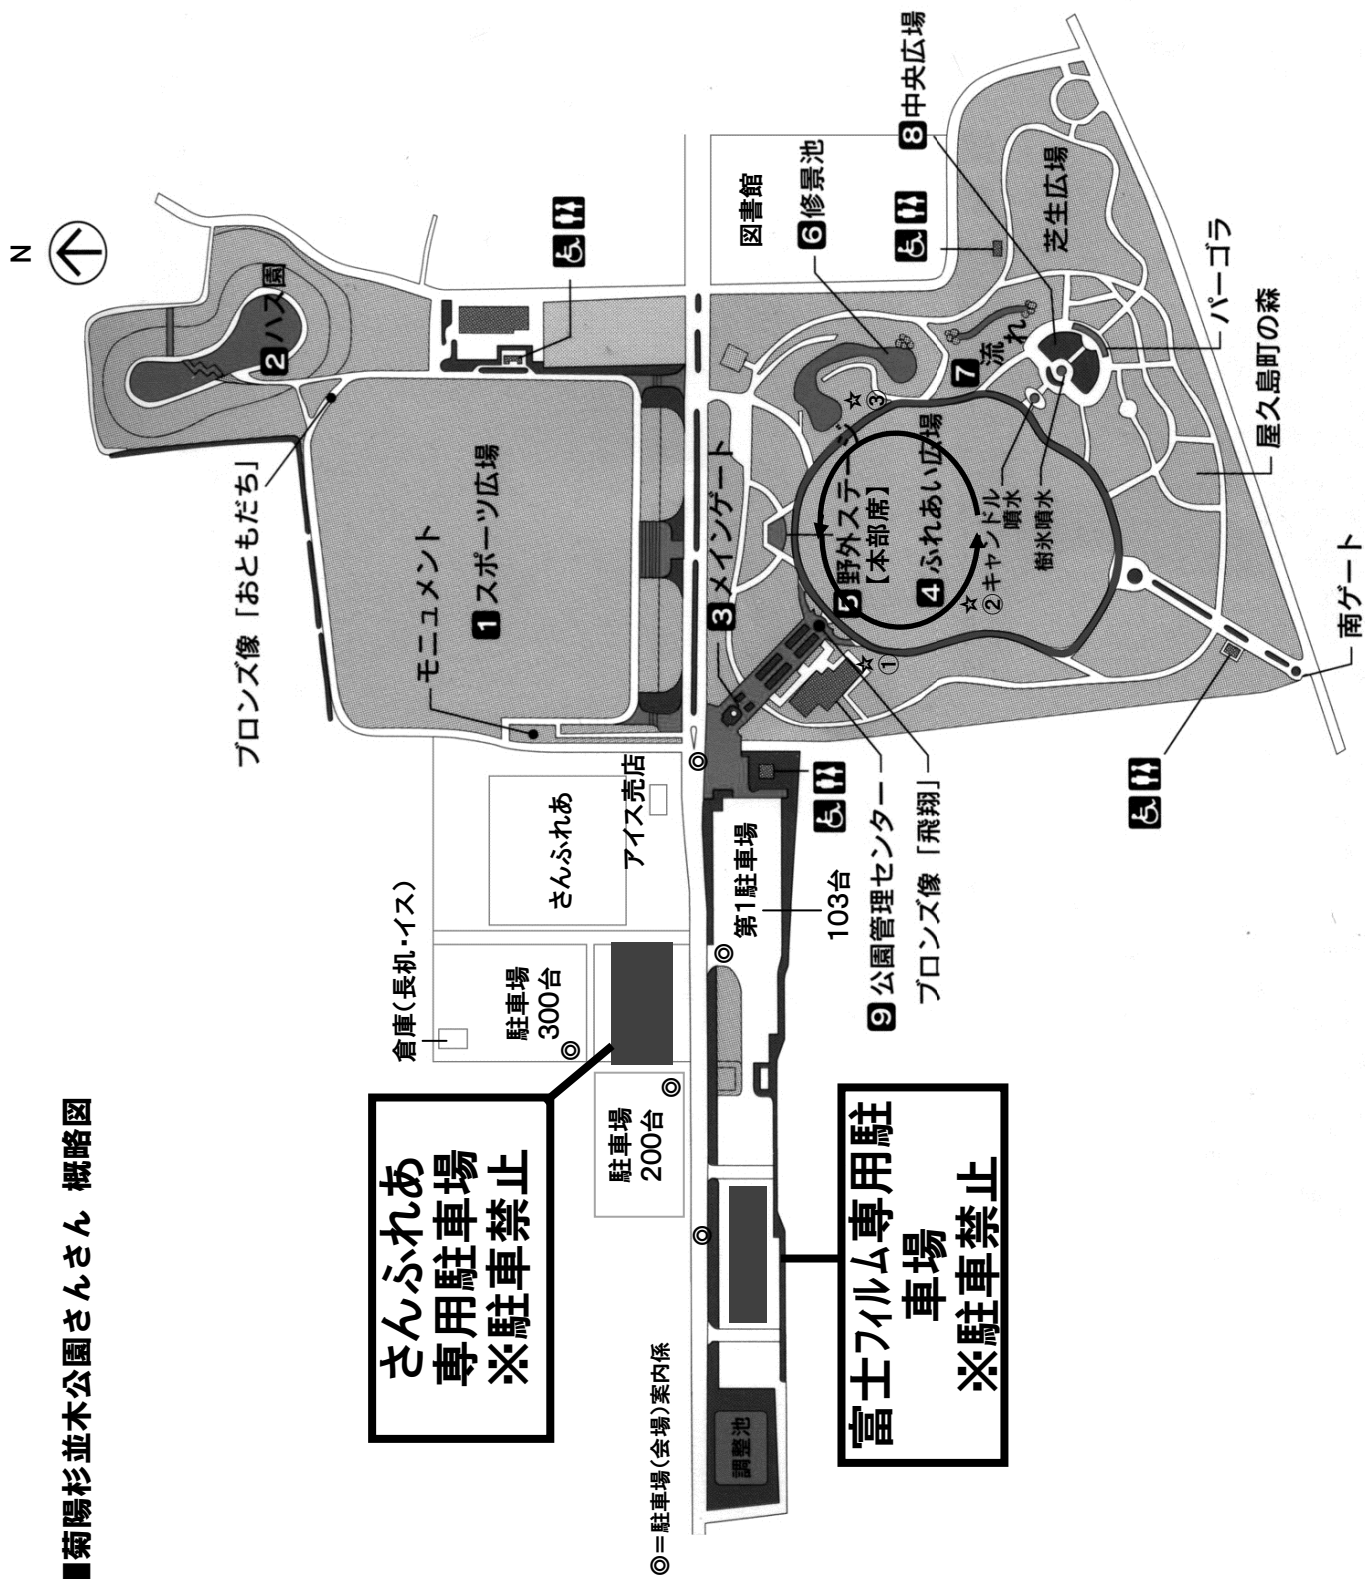 ■菊陽杉並木公園さんさん 概略図
N
さんふれあ
専用駐車場
※駐車禁止
富士フィルム専用駐
車場
※駐車禁止
◎=駐車場(会場)案内係
調整池
倉庫(長机・イス)
駐車場
300台
駐車場
200台
さんふれあ
アイス売店
第1駐車場
103台
ブロンズ像「おともだち」
モニュメント
1 スポーツ広場
2 ハス園
3 メインゲート
5 野外ステージ
【本部席】
4 ふれあい広場
☆
①
☆
②
☆
③
キャンドル
噴水
樹氷噴水
図書館
6 修景池
7 流れ
8 中央広場
芝生広場
パーゴラ
屋久島町の森
南ゲート
9 公園管理センター
ブロンズ像「飛翔」